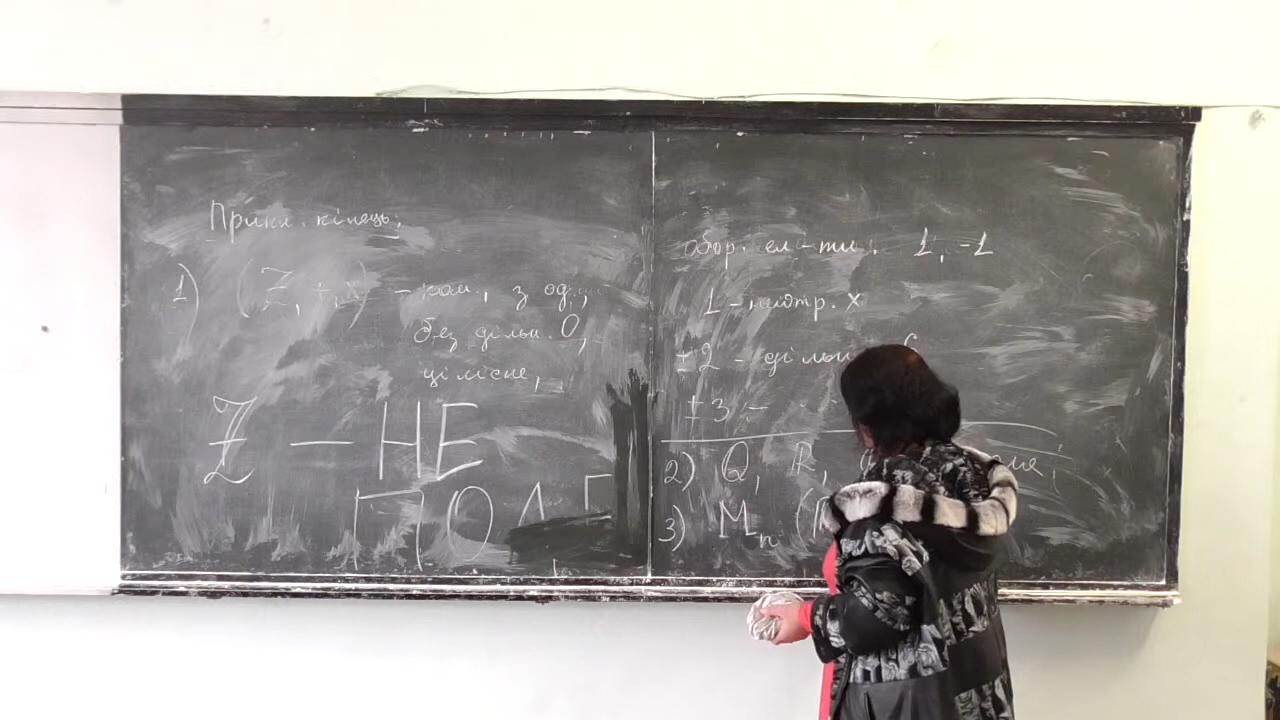 Прикл. кінець:
1) (Z, +, ×) – ком., з од.,
без дільн. 0,
цілісне,
Z – НЕ
ПОЛЕ
обор. ел-ти: 1, -1
1 – нейтр. х
±2 – дільн
±3 –
2) Q, R,
3) Mn (